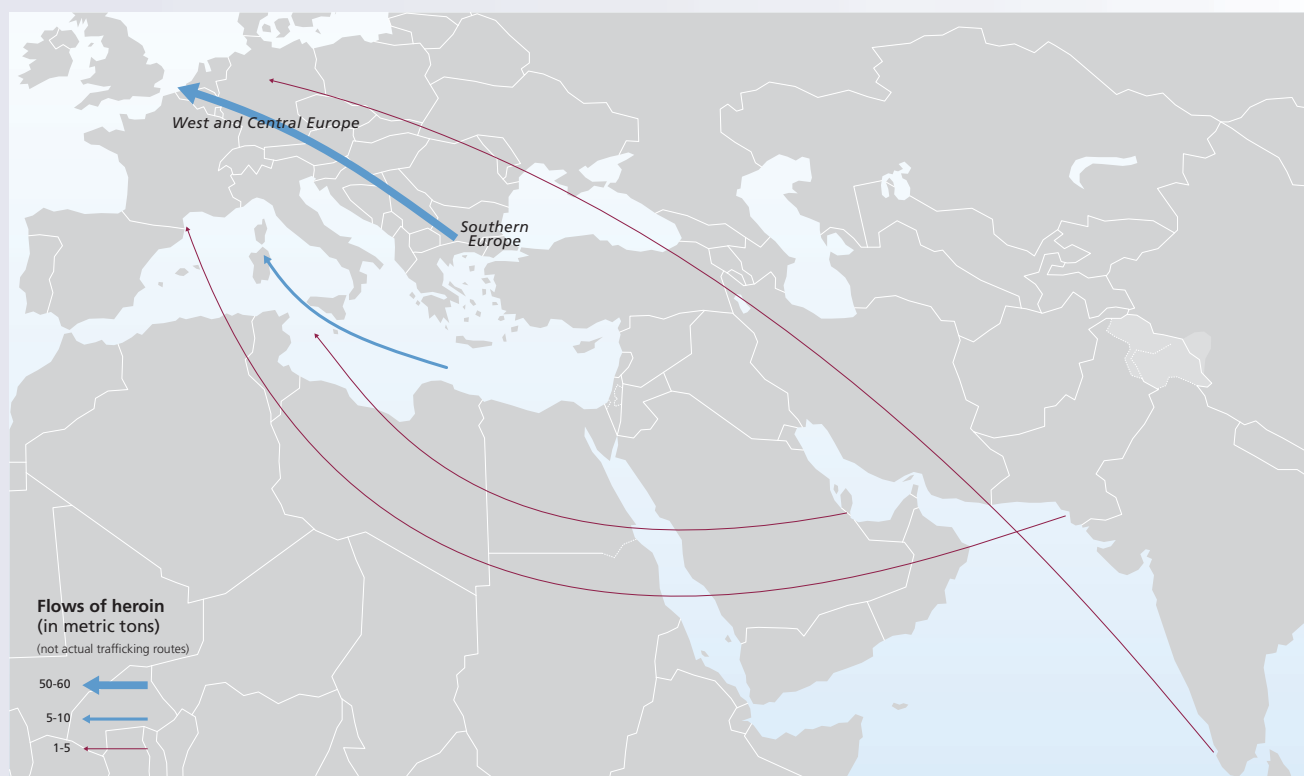 West and Central Europe
Southern
Europe
Flows of heroin
(in metric tons)
(not actual trafficking routes)
50-60
5-10
1-5